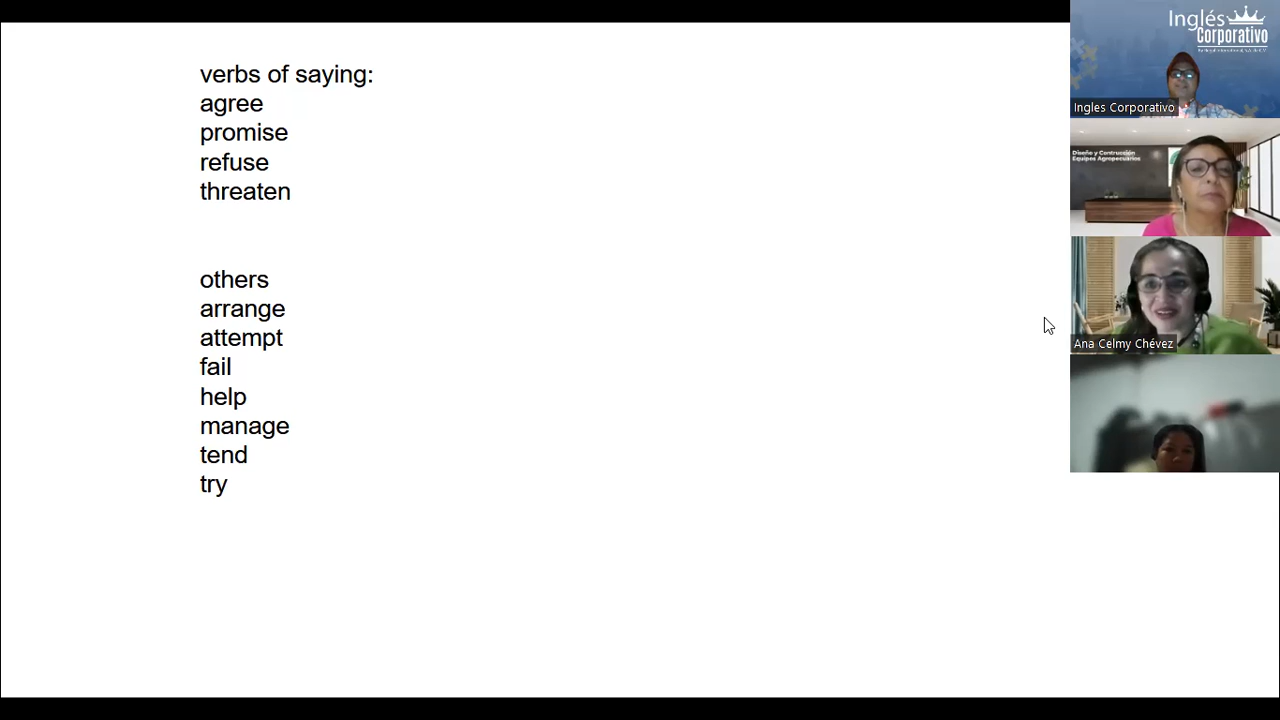 verbs of saying:
agree
promise
refuse
threaten
others
arrange
attempt
fail
help
manage
tend
try
Inglés
Corporativo
Ingles Corporativo
Diseño y Contrucción
Equipos Agropecuarios
Ana Celmy Chévez